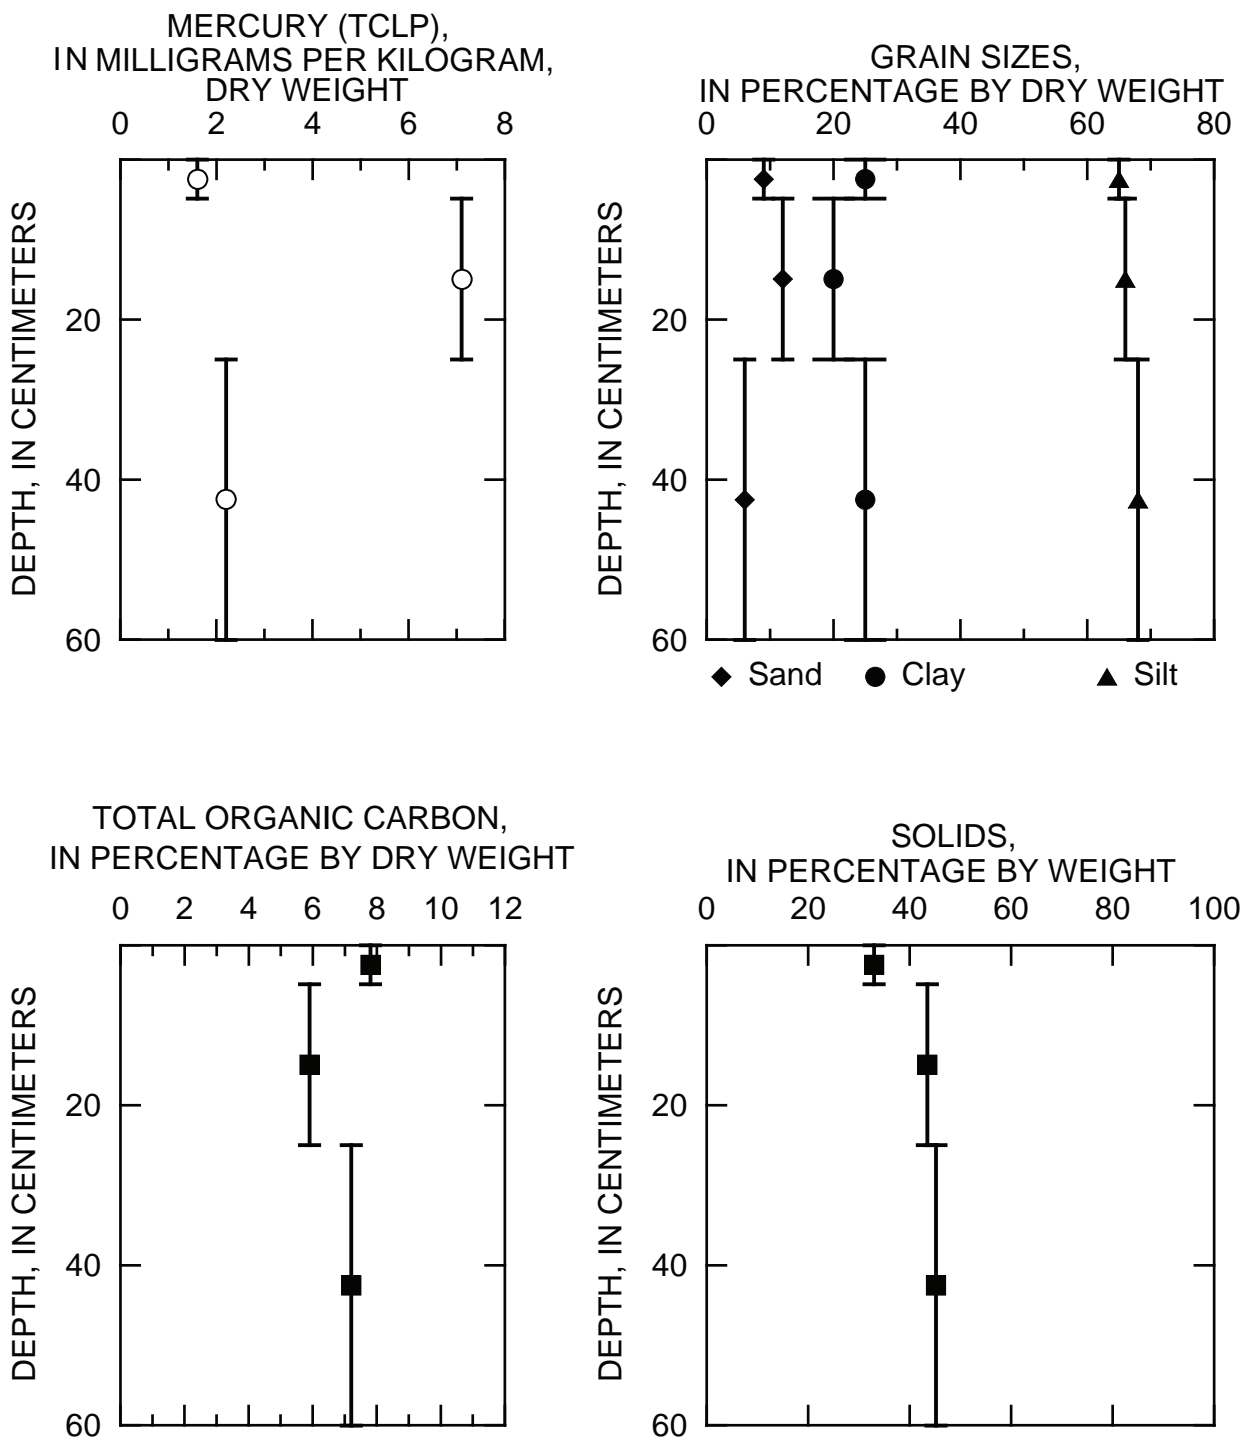 MERCURY (TCLP),
IN MILLIGRAMS PER KILOGRAM,
DRY WEIGHT
0 2 4 6 8
DEPTH, IN CENTIMETERS
20
40
60
GRAIN SIZES,
IN PERCENTAGE BY DRY WEIGHT
0 20 40 60 80
DEPTH, IN CENTIMETERS
20
40
60
Sand Clay Silt
TOTAL ORGANIC CARBON,
IN PERCENTAGE BY DRY WEIGHT
0 2 4 6 8 10 12
DEPTH, IN CENTIMETERS
20
40
60
SOLIDS,
IN PERCENTAGE BY WEIGHT
0 20 40 60 80 100
DEPTH, IN CENTIMETERS
20
40
60